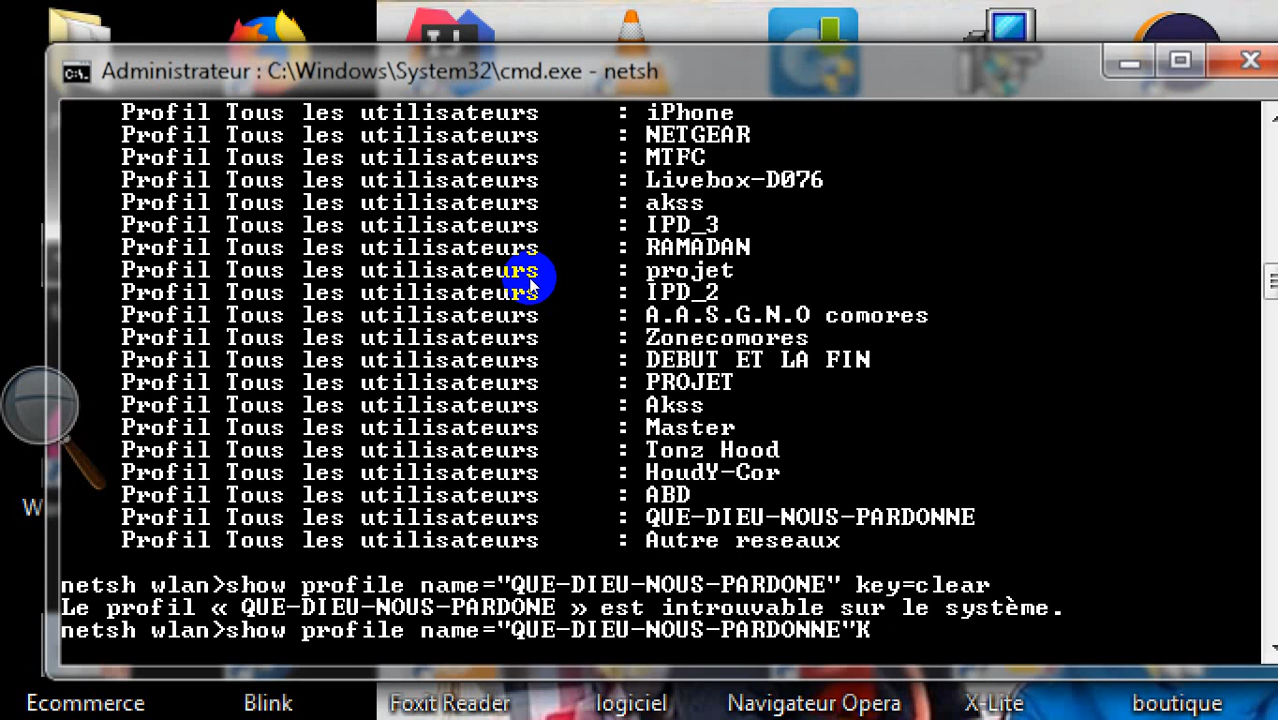 Administrateur : C:\Windows\System32\cmd.exe - netsh
Profil Tous les utilisateurs : iPhone
Profil Tous les utilisateurs : NETGEAR
Profil Tous les utilisateurs : MTFC
Profil Tous les utilisateurs : Livebox-D076
Profil Tous les utilisateurs : akss
Profil Tous les utilisateurs : IPD_3
Profil Tous les utilisateurs : RAMADAN
Profil Tous les utilisateurs : projet
Profil Tous les utilisateurs : IPD_2
Profil Tous les utilisateurs : A.A.S.G.N.O comores
Profil Tous les utilisateurs : Zonecomores
Profil Tous les utilisateurs : DEBUT ET LA FIN
Profil Tous les utilisateurs : PROJET
Profil Tous les utilisateurs : Akss
Profil Tous les utilisateurs : Master
Profil Tous les utilisateurs : Tonz Hood
Profil Tous les utilisateurs : HoudY-Cor
Profil Tous les utilisateurs : ABD
Profil Tous les utilisateurs : QUE-DIEU-NOUS-PARDONNE
Profil Tous les utilisateurs : Autre reseaux
netsh wlan>show profile name="QUE-DIEU-NOUS-PARDONE" key=clear
Le profil « QUE-DIEU-NOUS-PARDONE » est introuvable sur le système.
netsh wlan>show profile name="QUE-DIEU-NOUS-PARDONNE"K
Ecommerce
Blink
Foxit Reader
logiciel
Navigateur Opera
X-Lite
boutique